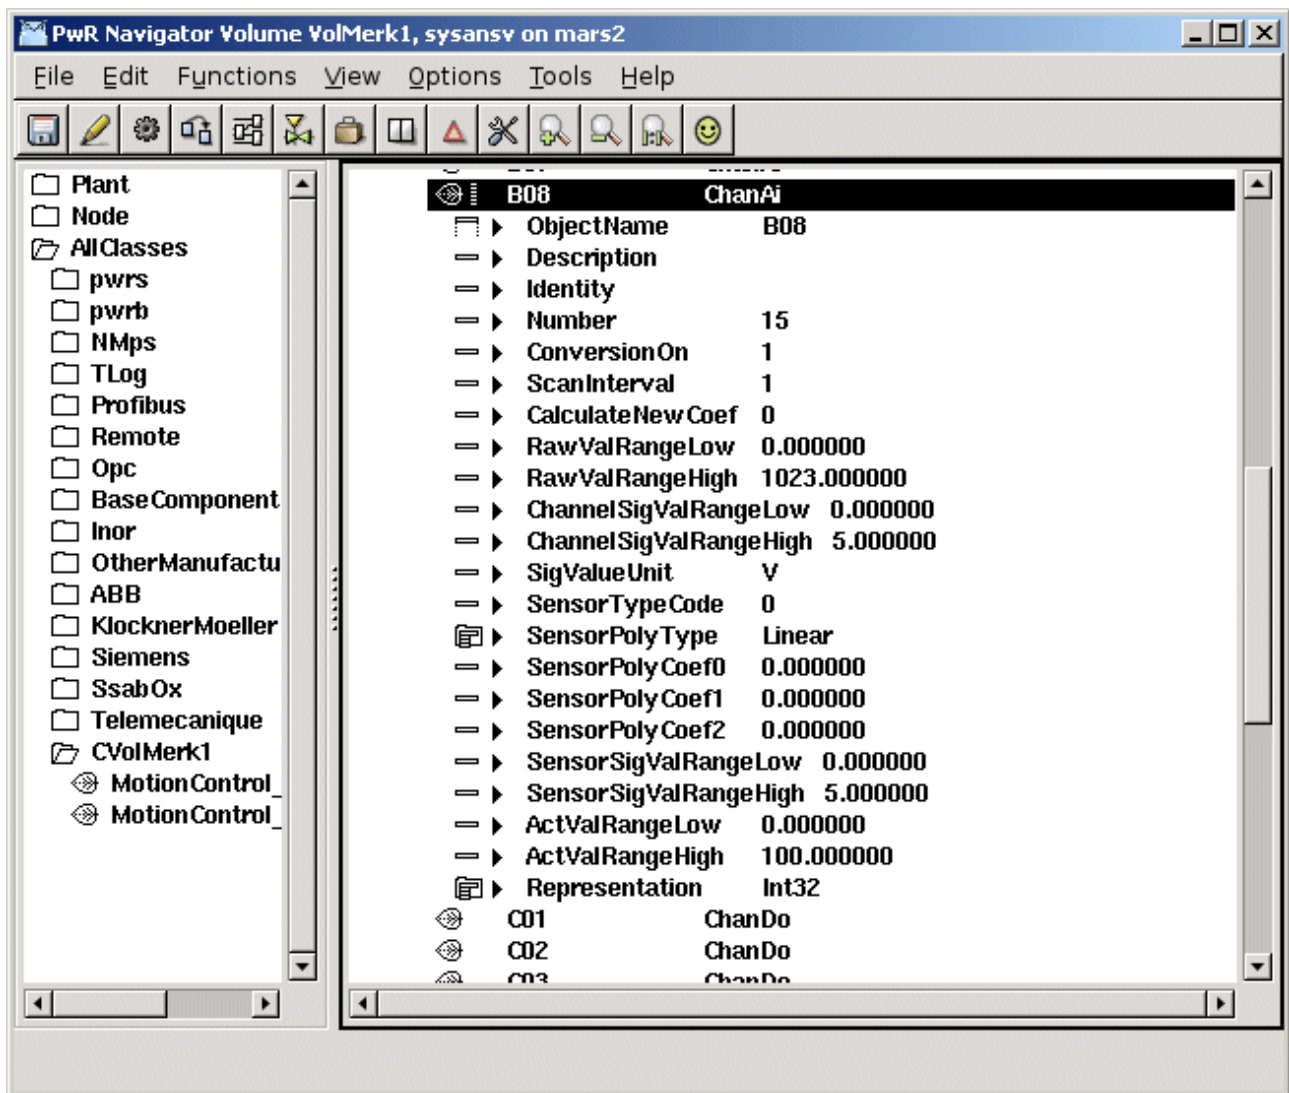 PwR Navigator Volume VolMerk1, sysansv on mars2
File Edit Functions View Options Tools Help
Plant
Node
AllClasses
pwrs
pwrb
NMps
TLog
Profibus
Remote
Opc
BaseComponent
Inor
OtherManufactu
ABB
KlocknerMoeller
Siemens
SsabOx
Telemecanique
CVolMerk1
MotionControl_
MotionControl_
B08 ChanAi
ObjectName B08
Description
Identity
Number 15
ConversionOn 1
ScanInterval 1
CalculateNewCoef 0
RawValRangeLow 0.000000
RawValRangeHigh 1023.000000
ChannelSigValRangeLow 0.000000
ChannelSigValRangeHigh 5.000000
SigValueUnit V
SensorTypeCode 0
SensorPolyType Linear
SensorPolyCoef0 0.000000
SensorPolyCoef1 0.000000
SensorPolyCoef2 0.000000
SensorSigValRangeLow 0.000000
SensorSigValRangeHigh 5.000000
ActValRangeLow 0.000000
ActValRangeHigh 100.000000
Representation Int32
C01 ChanDo
C02 ChanDo
C03 ChanDo